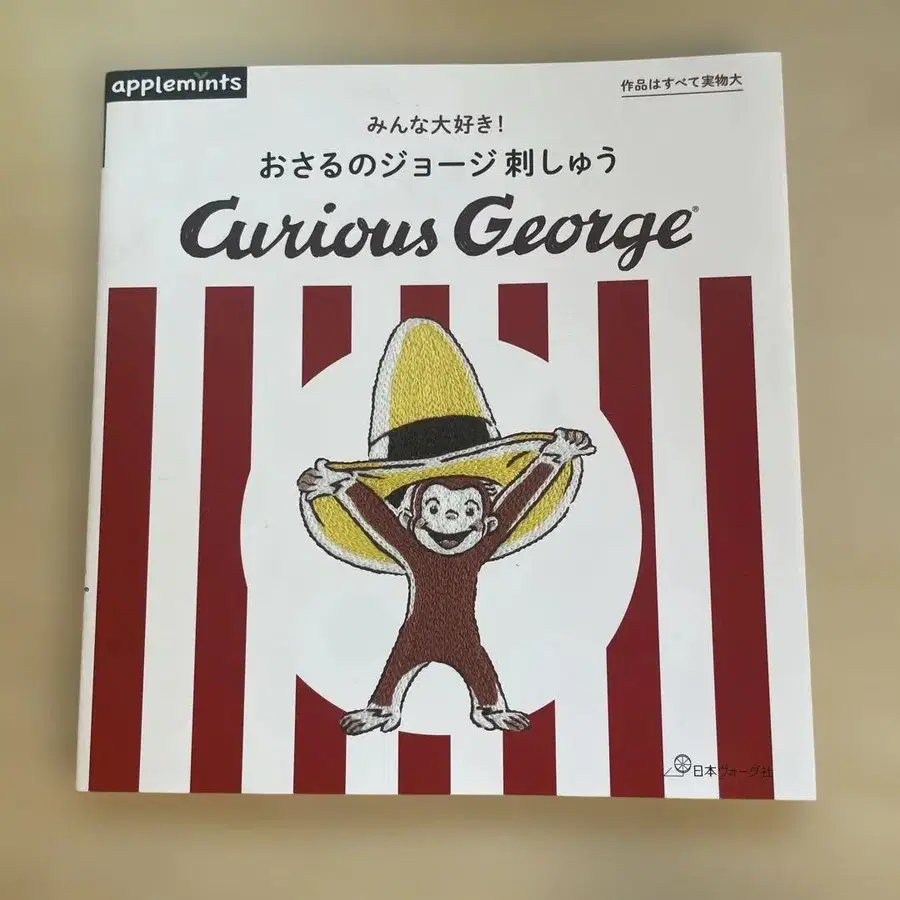 applemints
作品はすべて実物大
みんな大好き!
おさるのジョージ 刺しゅう
Curious George®
日本ヴォーグ社